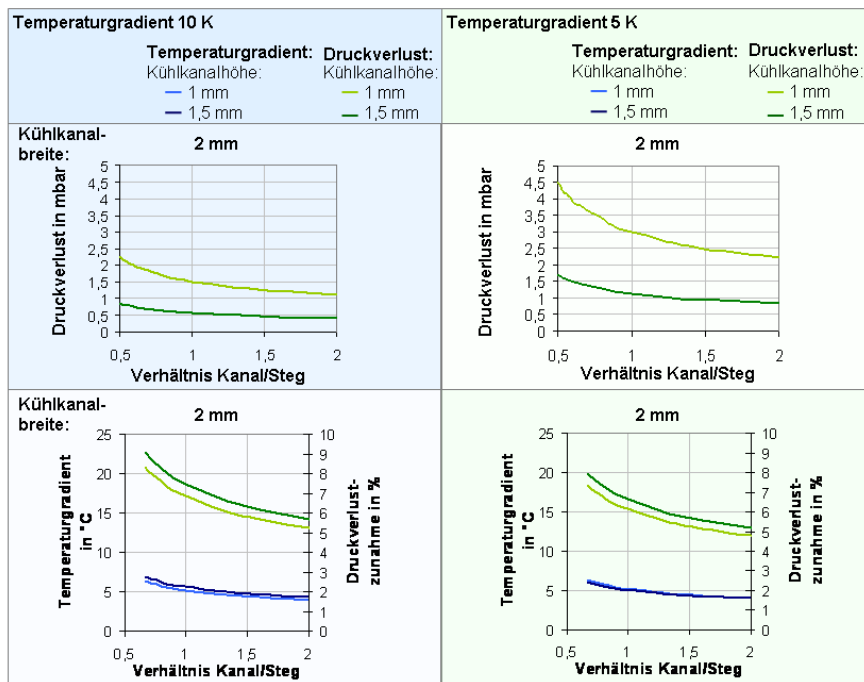 Temperaturgradient 10 K
Temperaturgradient: Druckverlust:
Kühlkanalhöhe: Kühlkanalhöhe:
1 mm 1 mm
1,5 mm 1,5 mm
Temperaturgradient 5 K
Temperaturgradient: Druckverlust:
Kühlkanalhöhe: Kühlkanalhöhe:
1 mm 1 mm
1,5 mm 1,5 mm
Kühlkanal-
breite:
2 mm
Druckverlust in mbar
5
4,5
4
3,5
3
2,5
2
1,5
1
0,5
0
0,5 1 1,5 2
Verhältnis Kanal/Steg
2 mm
Druckverlust in mbar
5
4,5
4
3,5
3
2,5
2
1,5
1
0,5
0
0,5 1 1,5 2
Verhältnis Kanal/Steg
Kühlkanal-
breite:
2 mm
Temperaturgradient
in °C
25
20
15
10
5
0
10
9
8
7
6
5
4
3
2
1
0
Druckverlust-
zunahme in %
0,5 1 1,5 2
Verhältnis Kanal/Steg
2 mm
Temperaturgradient
in °C
25
20
15
10
5
0
10
9
8
7
6
5
4
3
2
1
0
Druckverlust-
zunahme in %
0,5 1 1,5 2
Verhältnis Kanal/Steg